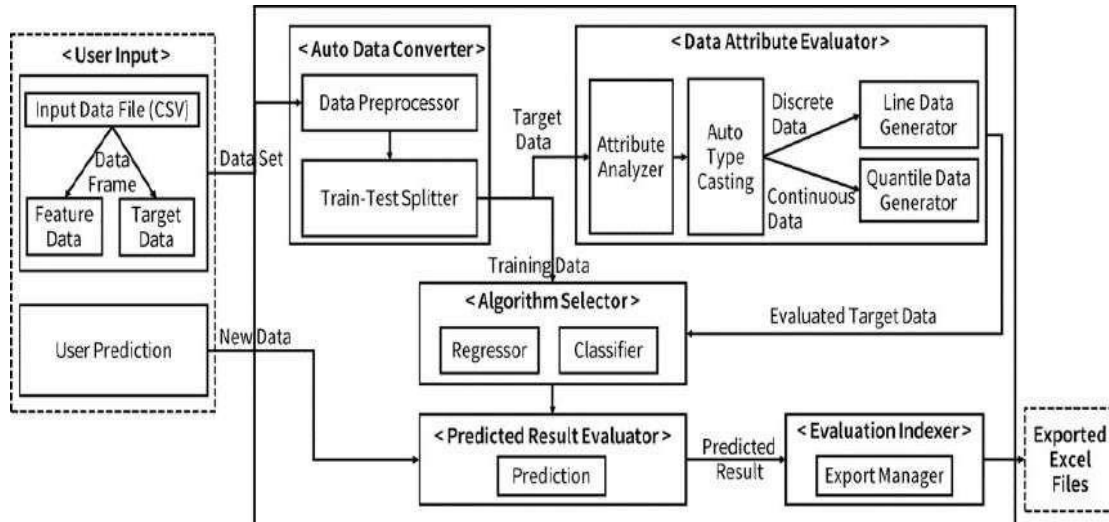 < User Input >
Input Data File (CSV)
Data
Frame
Feature
Data
Target
Data
User Prediction
Data Set
New Data
< Auto Data Converter >
Data Preprocessor
Train-Test Splitter
Target
Data
Training Data
< Data Attribute Evaluator >
Attribute
Analyzer
Auto
Type
Casting
Discrete
Data
Continuous Data
Line Data
Generator
Quantile Data
Generator
< Algorithm Selector >
Regressor
Classifier
Evaluated Target Data
< Predicted Result Evaluator >
Prediction
Predicted
Result
< Evaluation Indexer >
Export Manager
Exported
Excel
Files